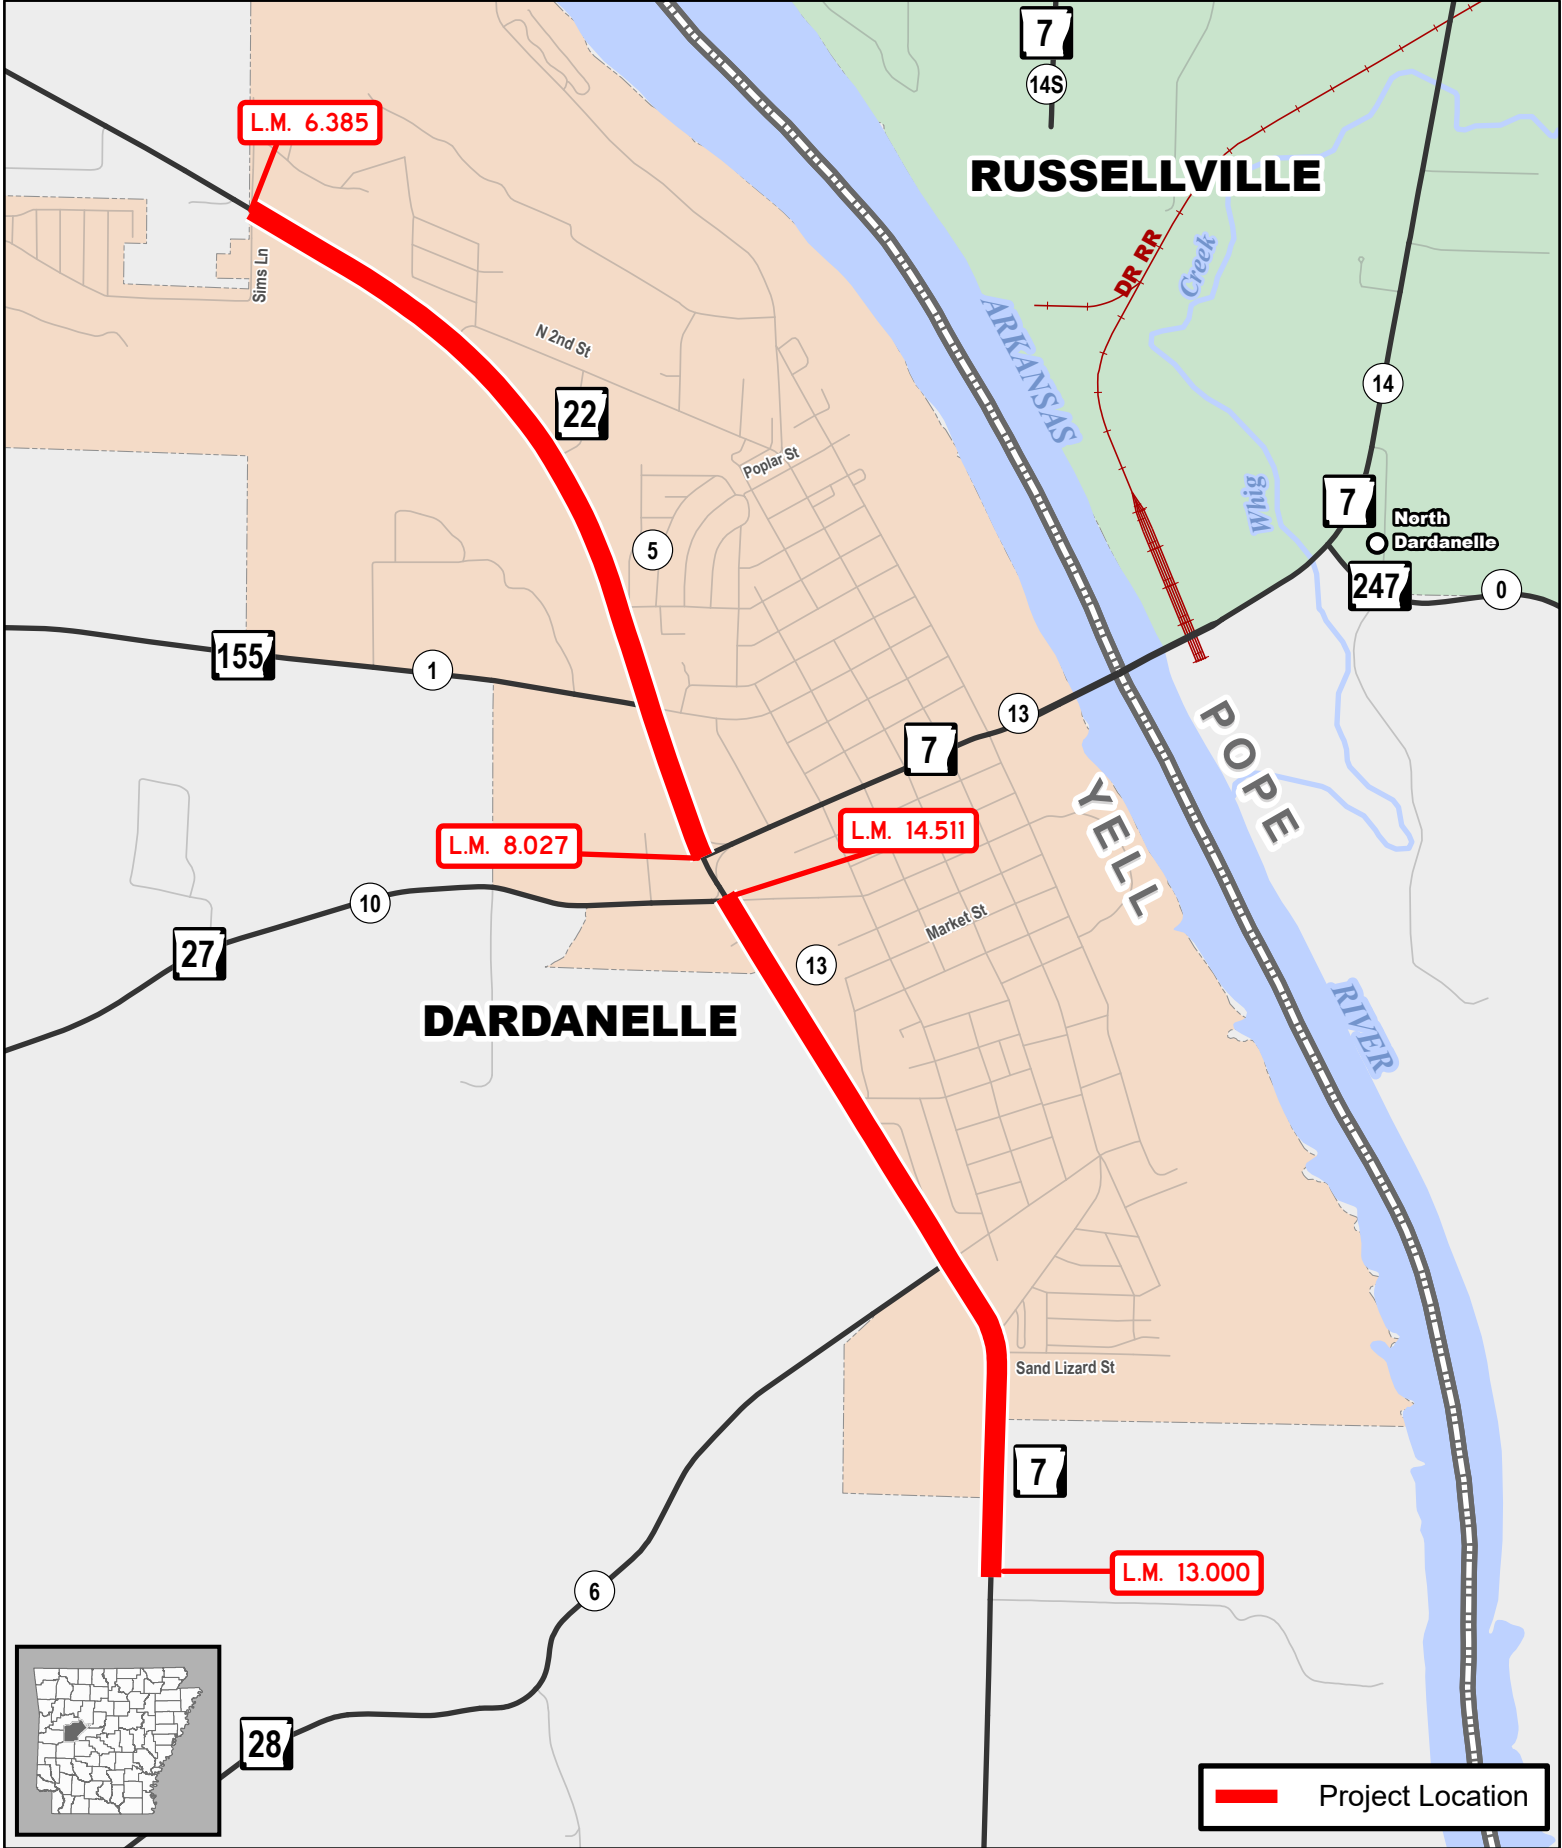 7
14S
L.M. 6.385
RUSSELLVILLE
DR RR
Creek
Sims Ln
ARKANSAS
N 2nd St
22
14
Poplar St
Whig
7
North
Dardanelle
5
247
0
155
1
13
7
POPE
YELL
L.M. 14.511
L.M. 8.027
10
Market St
27
13
DARDANELLE
RIVER
Sand Lizard St
7
L.M. 13.000
6
28
Project Location